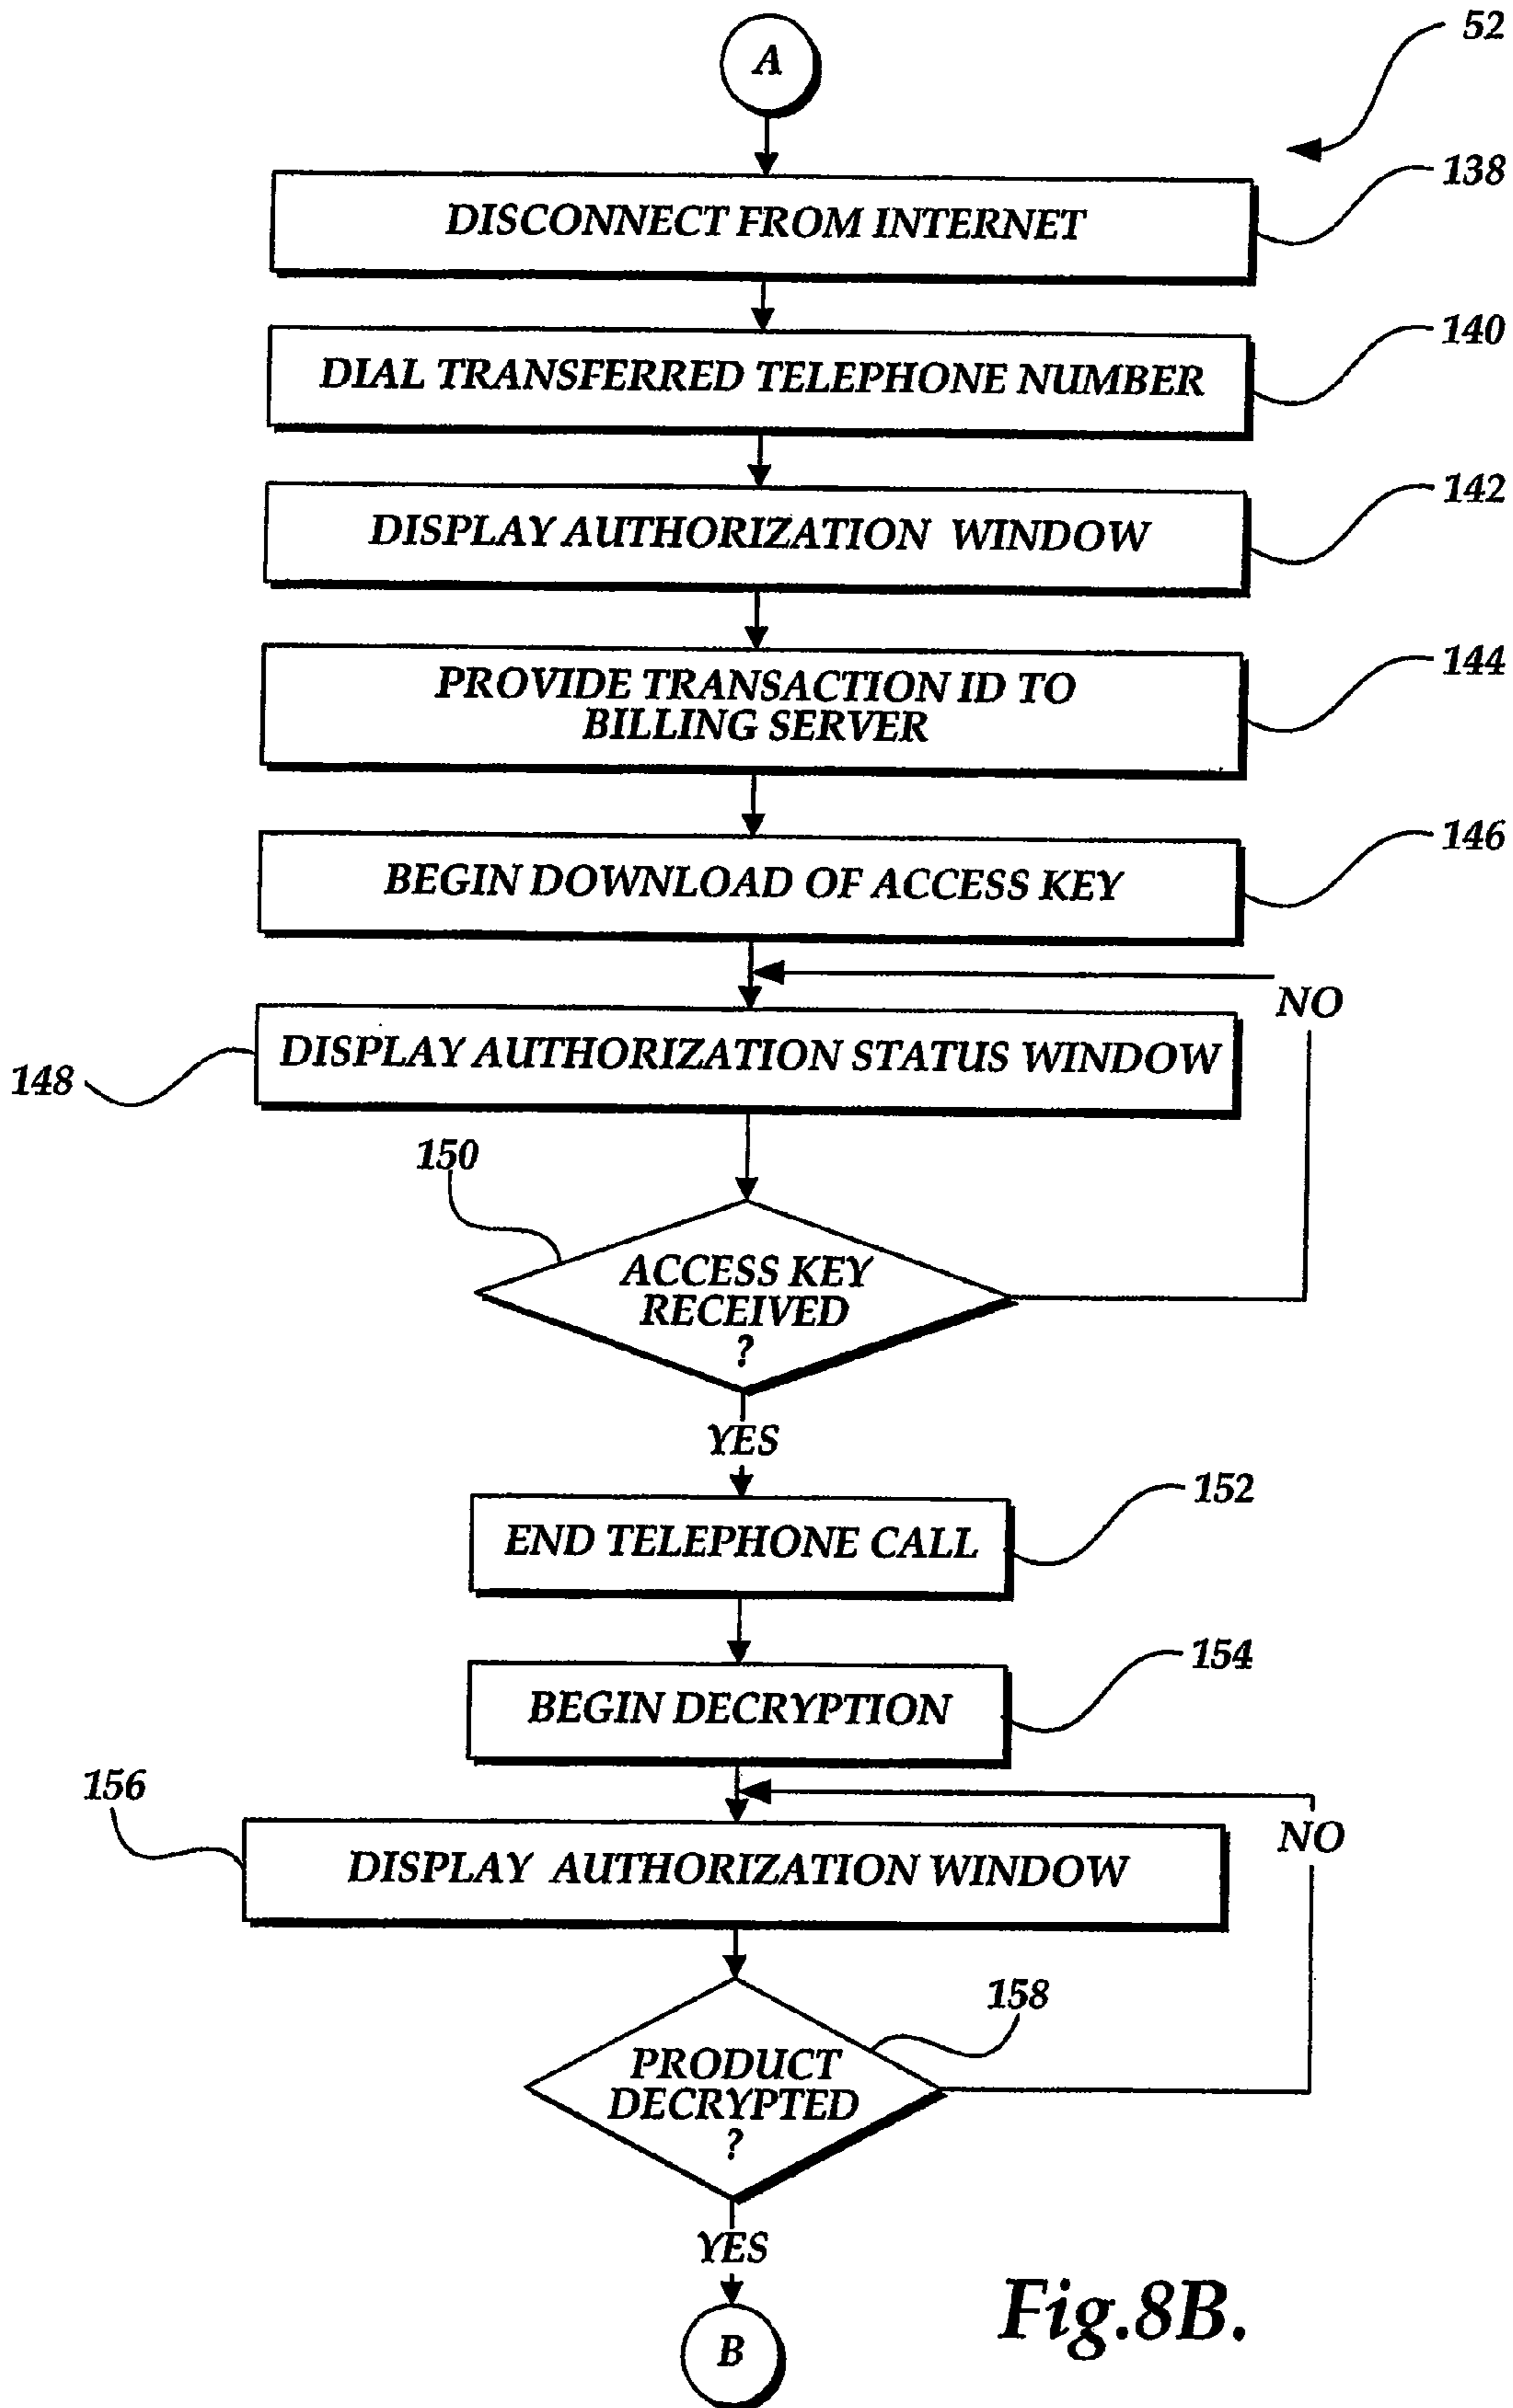 A
52
138
DISCONNECT FROM INTERNET
140
DIAL TRANSFERRED TELEPHONE NUMBER
142
DISPLAY AUTHORIZATION WINDOW
144
PROVIDE TRANSACTION ID TO
BILLING SERVER
146
BEGIN DOWNLOAD OF ACCESS KEY
NO
148
DISPLAY AUTHORIZATION STATUS WINDOW
150
ACCESS KEY
RECEIVED
?
YES
152
END TELEPHONE CALL
154
BEGIN DECRYPTION
156
NO
DISPLAY AUTHORIZATION WINDOW
158
PRODUCT
DECRYPTED
?
YES
B
Fig.8B.